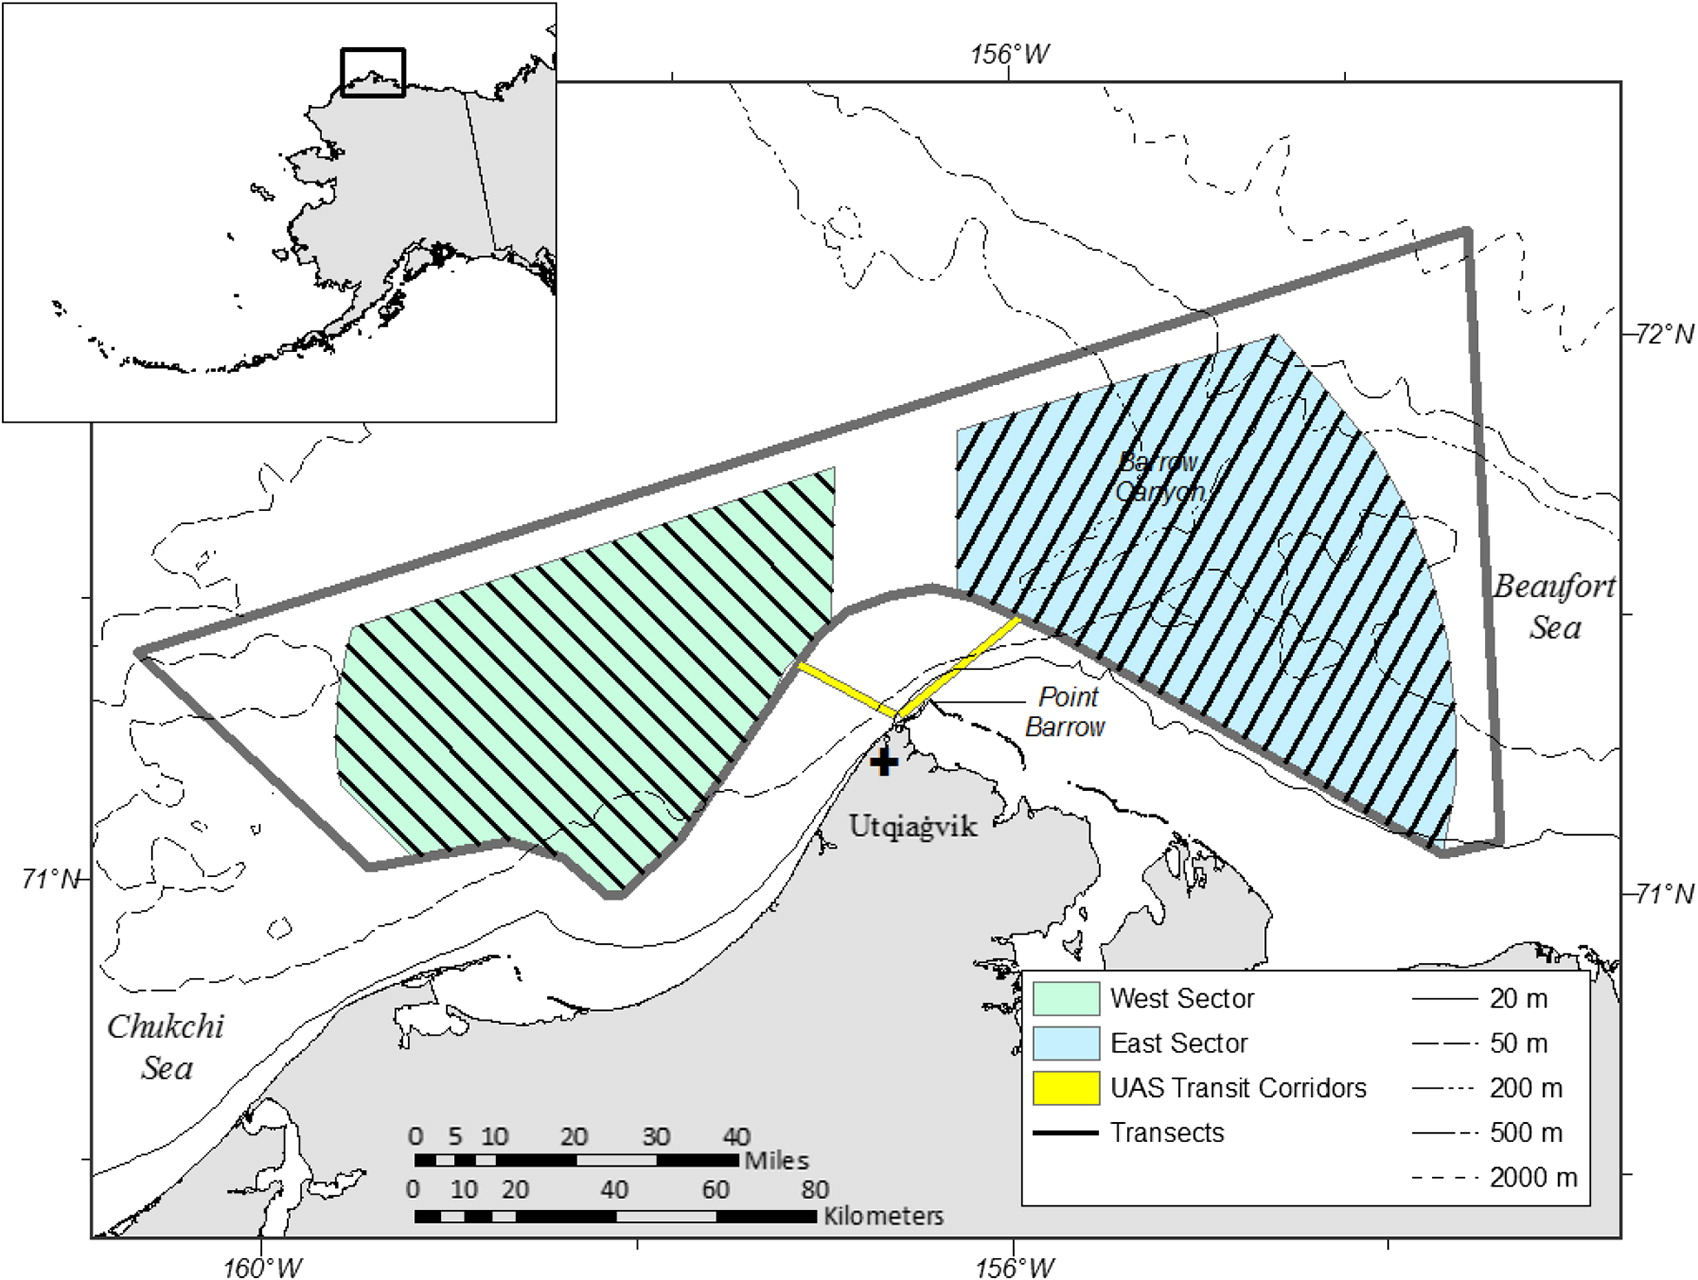 156°W
72°N
Barrow
Canyon
Beaufort
Sea
Point
Barrow
Utqiaġvik
71°N
71°N
Chukchi
Sea
West Sector
East Sector
UAS Transit Corridors
Transects
20 m
50 m
200 m
500 m
2000 m
0 5 10 20 30 40
Miles
0 10 20 40 60 80
Kilometers
160°W
156°W